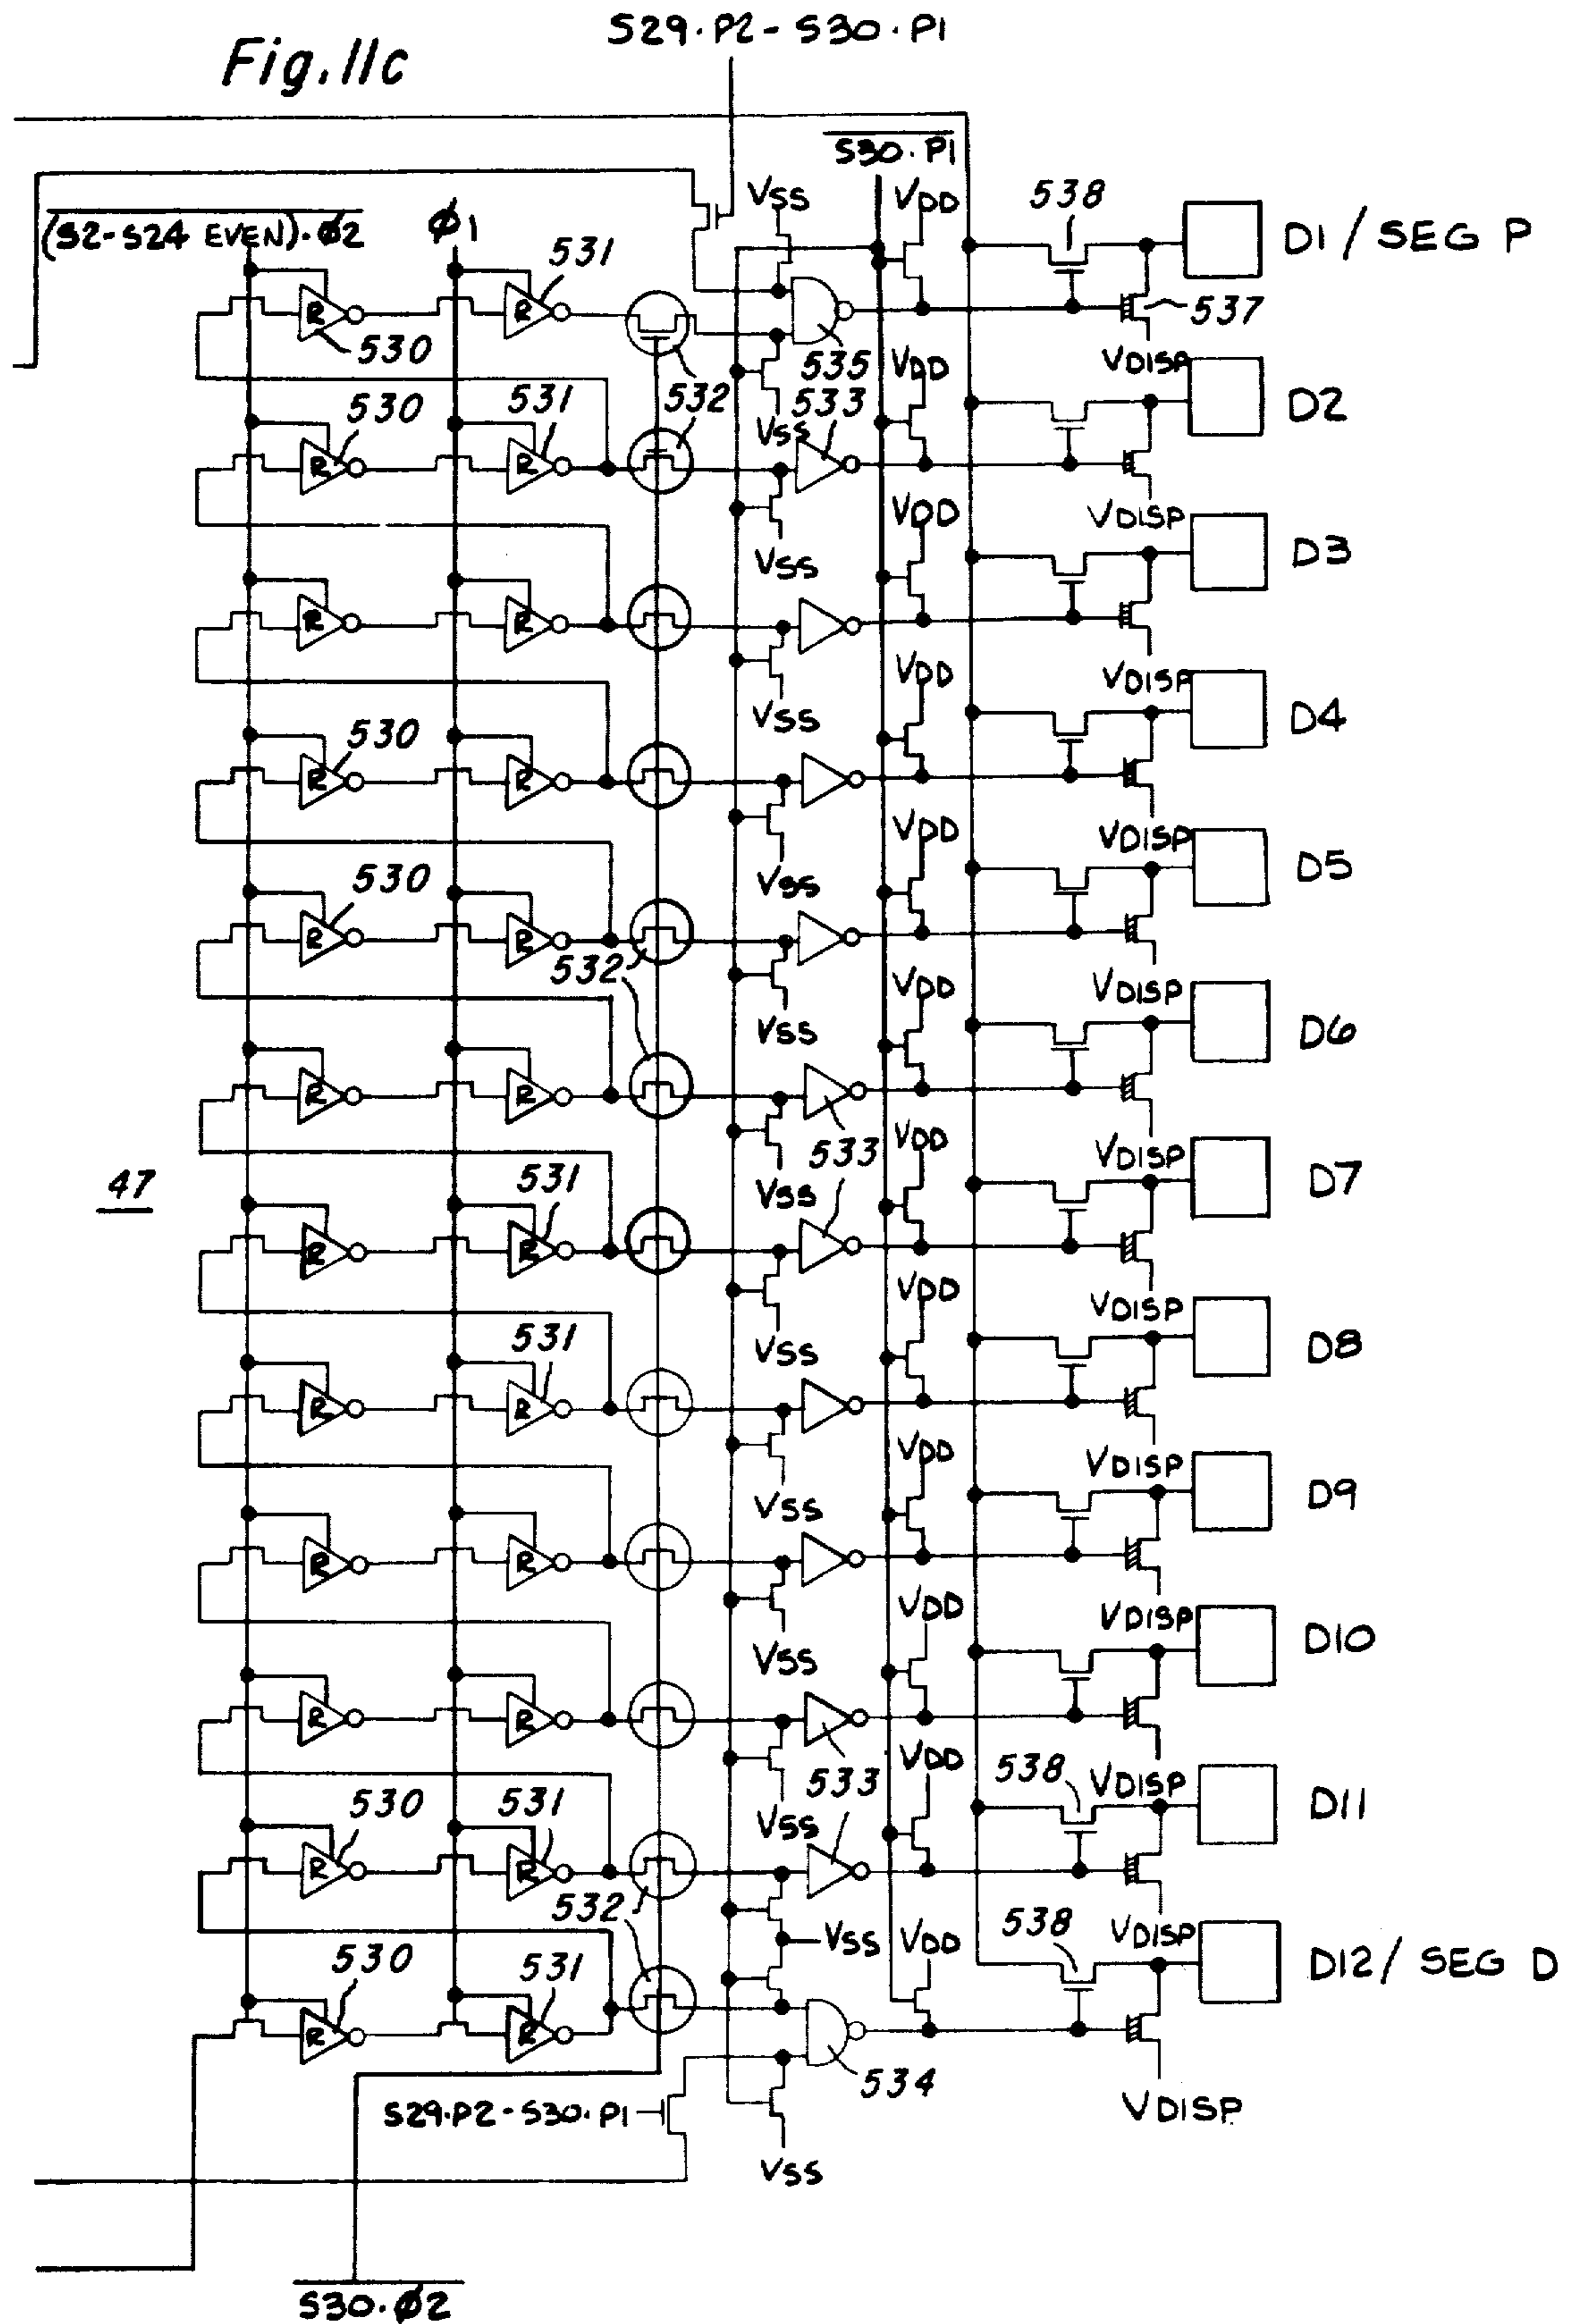 S29·P2-S30·P1
Fig. 11c
S30·P1
(S2-S24 EVEN)·φ2
φ1
VSS
VDD
538
D1 / SEG P
531
R
R
530
535
537
VDISP
532
VSS
VDD
533
530
531
R
R
D2
VDISP
VSS
VDD
R
R
D3
VDISP
VSS
VDD
530
R
R
D4
VDISP
VSS
VDD
530
R
R
D5
532
VDISP
VSS
VDD
R
R
D6
533
VDISP
VSS
VDD
47
531
R
R
533
D7
VDISP
VSS
VDD
531
R
R
D8
VDISP
VSS
VDD
R
R
D9
VDISP
VSS
VDD
R
R
D10
533
VDISP
VSS
VDD
538
530
531
R
R
D11
532
VSS
VDD
538
VDISP
530
531
R
R
D12 / SEG D
534
S29·P2-S30·P1
VDISP
VSS
S30·φ2